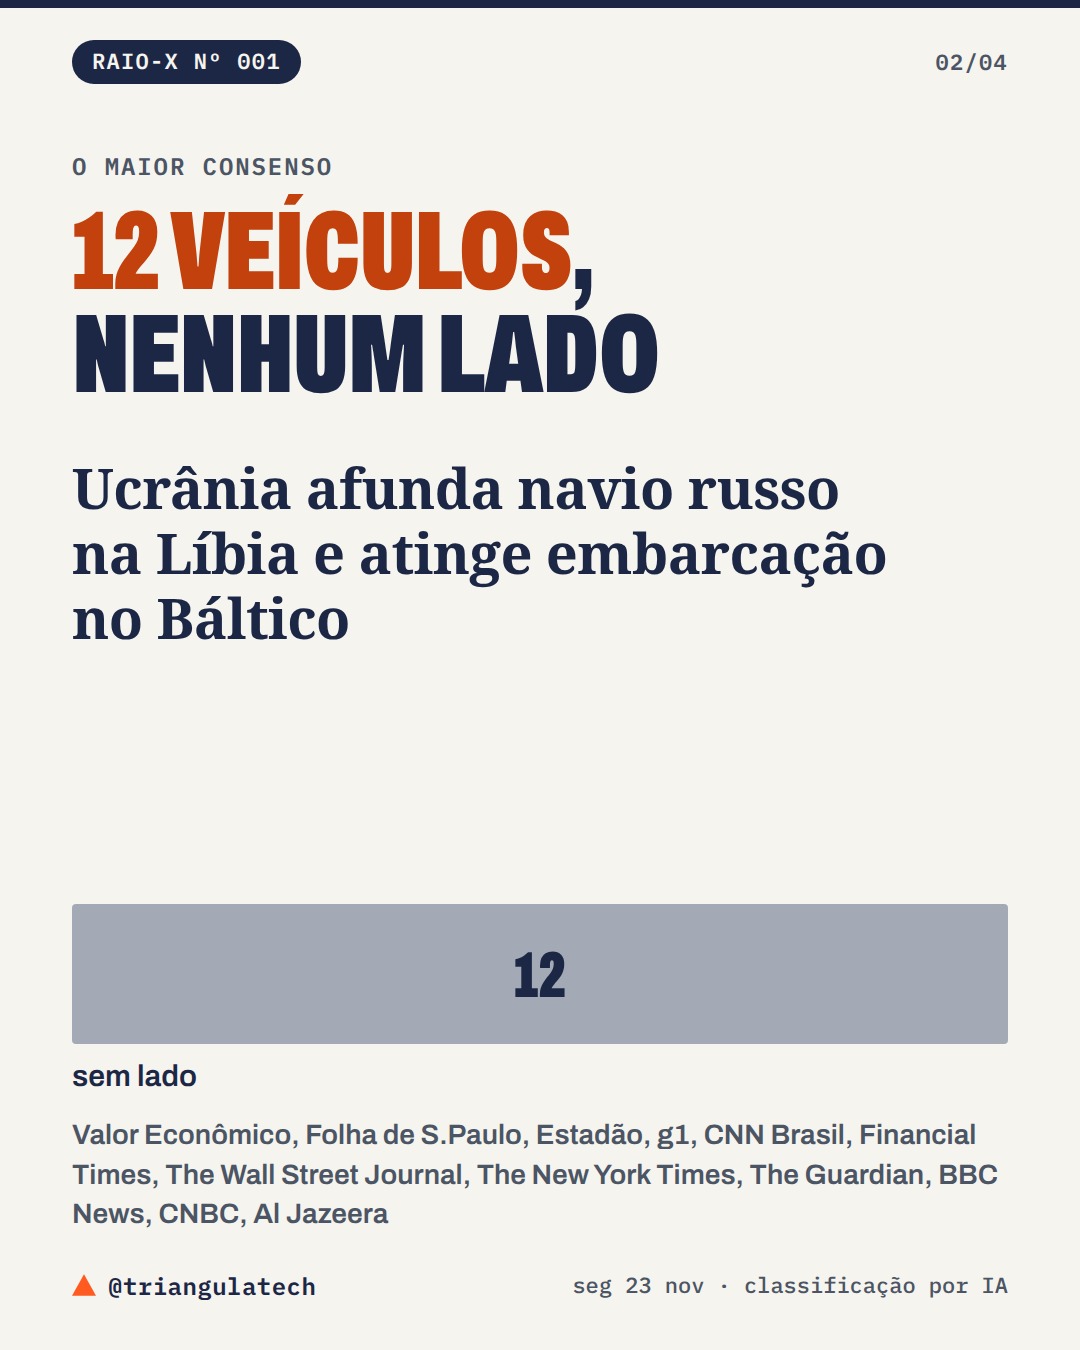 RAIO-X Nº 001
02/04
O MAIOR CONSENSO
12 VEÍCULOS,
NENHUM LADO
Ucrânia afunda navio russo
na Líbia e atinge embarcação
no Báltico
12
sem lado
Valor Econômico, Folha de S.Paulo, Estadão, g1, CNN Brasil, Financial
Times, The Wall Street Journal, The New York Times, The Guardian, BBC
News, CNBC, Al Jazeera
@triangulatech
seg 23 nov · classificação por IA